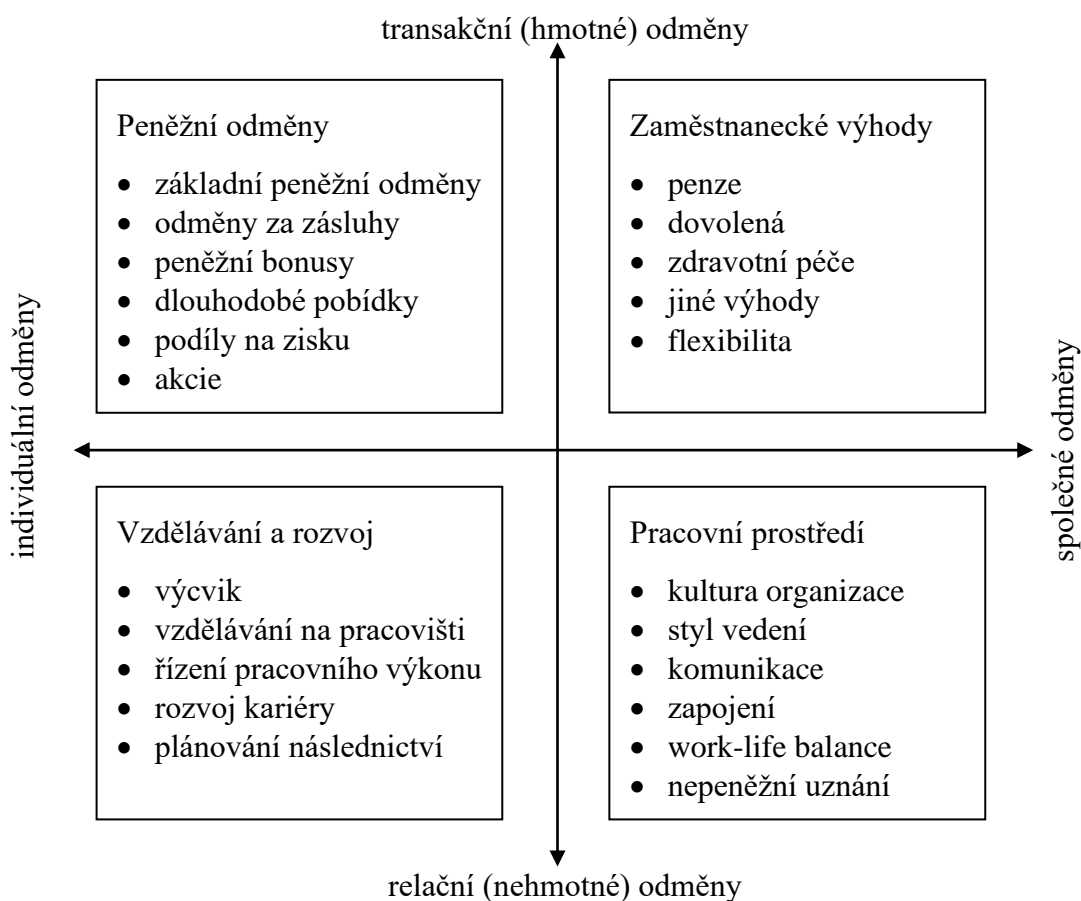 transakční (hmotné) odměny
Peněžní odměny
• základní peněžní odměny
• odměny za zásluhy
• peněžní bonusy
• dlouhodobé pobídky
• podíly na zisku
• akcie
Zaměstnanecké výhody
• penze
• dovolená
• zdravotní péče
• jiné výhody
• flexibilita
individuální odměny
společné odměny
Vzdělávání a rozvoj
• výcvik
• vzdělávání na pracovišti
• řízení pracovního výkonu
• rozvoj kariéry
• plánování následnictví
Pracovní prostředí
• kultura organizace
• styl vedení
• komunikace
• zapojení
• work-life balance
• nepeněžní uznání
relační (nehmotné) odměny